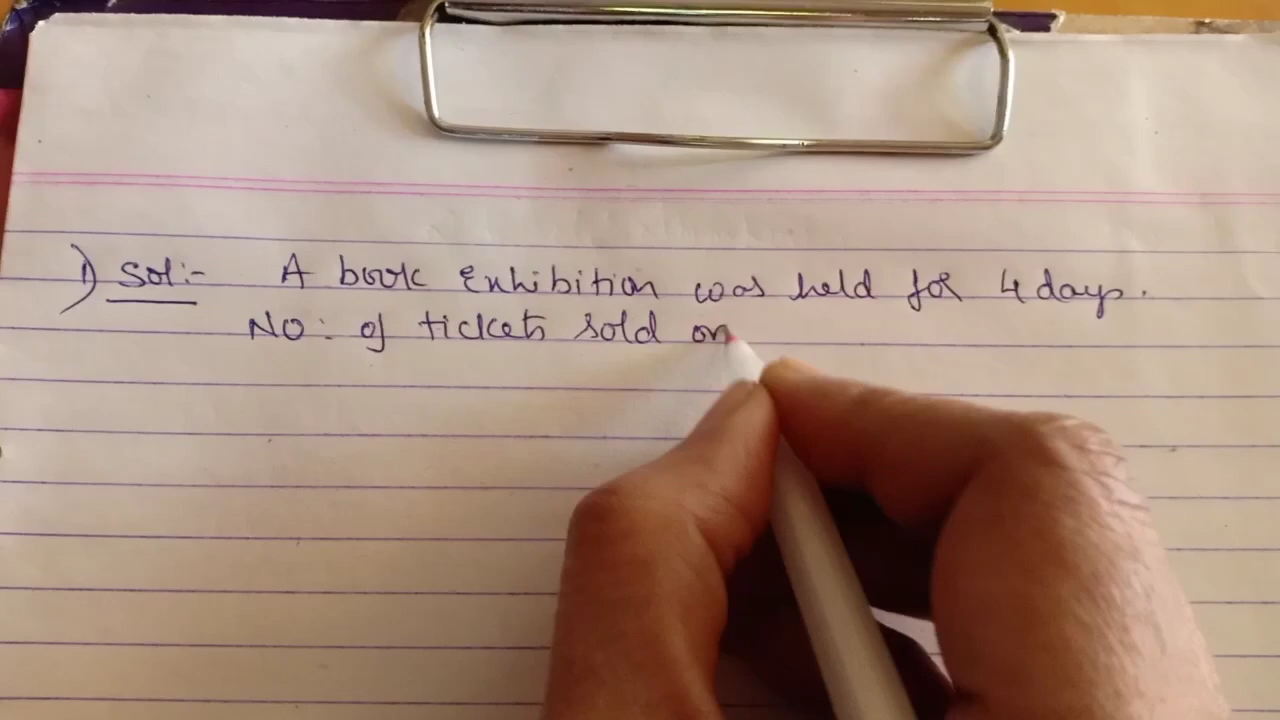 1) Sol:- A book Exhibition was held for 4 days.
NO: of tickets sold on